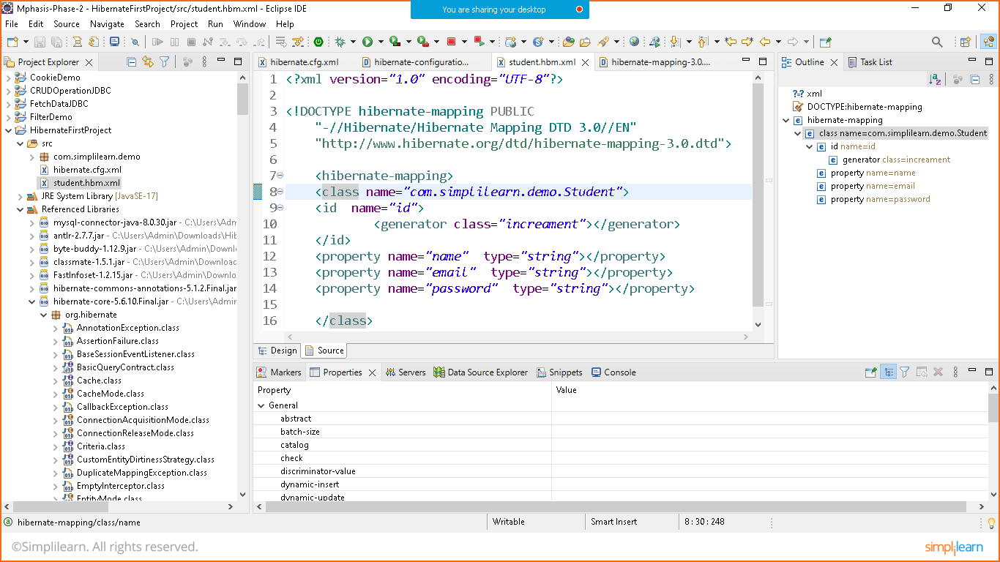 Mphasis-Phase-2 - HibernateFirstProject/src/student.hbm.xml - Eclipse IDE
You are sharing your desktop
File Edit Source Navigate Search Project Run Window Help
Project Explorer
CookieDemo
CRUDOperationJDBC
FetchDataJDBC
FilterDemo
HibernateFirstProject
src
com.simplilearn.demo
hibernate.cfg.xml
student.hbm.xml
JRE System Library [JavaSE-17]
Referenced Libraries
mysql-connector-java-8.0.30.jar - C:\Users\Adm
antlr-2.7.7.jar - C:\Users\Admin\Downloads\Hib
byte-buddy-1.12.9.jar - C:\Users\Admin\Downl
classmate-1.5.1.jar - C:\Users\Admin\Downloac
FastInfoset-1.2.15.jar - C:\Users\Admin\Downlo
hibernate-commons-annotations-5.1.2.Final.jar
hibernate-core-5.6.10.Final.jar - C:\Users\Admir
org.hibernate
AnnotationException.class
AssertionFailure.class
BaseSessionEventListener.class
BasicQueryContract.class
Cache.class
CacheMode.class
CallbackException.class
ConnectionAcquisitionMode.class
ConnectionReleaseMode.class
Criteria.class
CustomEntityDirtinessStrategy.class
DuplicateMappingException.class
EmptyInterceptor.class
EntityMode.class
hibernate.cfg.xml
hibernate-configuratio...
student.hbm.xml
hibernate-mapping-3.0....
1 <?xml version="1.0" encoding="UTF-8"?>
2
3 <!DOCTYPE hibernate-mapping PUBLIC
4 "-//Hibernate/Hibernate Mapping DTD 3.0//EN"
5 "http://www.hibernate.org/dtd/hibernate-mapping-3.0.dtd">
6
7 <hibernate-mapping>
8 <class name="com.simplilearn.demo.Student">
9 <id name="id">
10 <generator class="increament"></generator>
11 </id>
12 <property name="name" type="string"></property>
13 <property name="email" type="string"></property>
14 <property name="password" type="string"></property>
15
16 </class>
Design Source
Outline Task List
xml
DOCTYPE:hibernate-mapping
hibernate-mapping
class name=com.simplilearn.demo.Student
id name=id
generator class=increament
property name=name
property name=email
property name=password
Markers Properties Servers Data Source Explorer Snippets Console
Property Value
General
abstract
batch-size
catalog
check
discriminator-value
dynamic-insert
dynamic-update
hibernate-mapping/class/name
Writable
Smart Insert
8 : 30 : 248
©Simplilearn. All rights reserved.
simplilearn